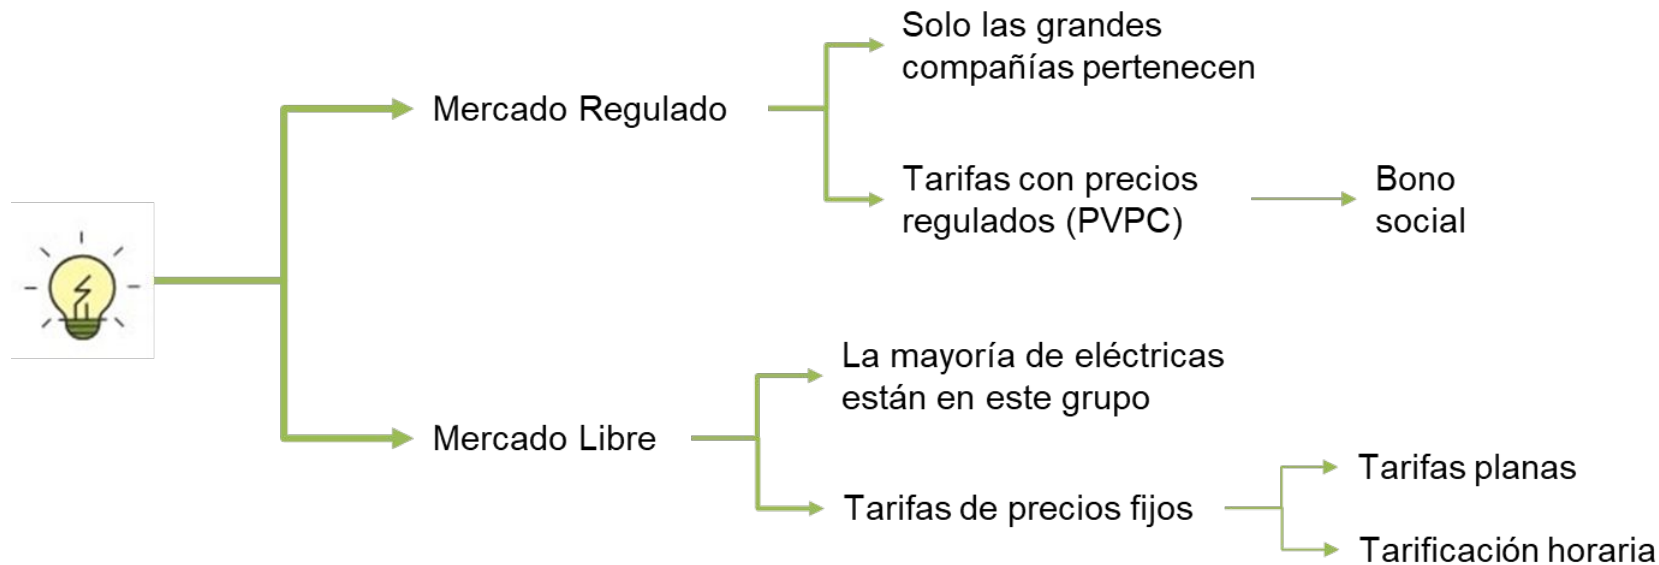 Solo las grandes
compañías pertenecen
Mercado Regulado
Tarifas con precios
regulados (PVPC)
Bono
social
La mayoría de eléctricas
están en este grupo
Mercado Libre
Tarifas de precios fijos
Tarifas planas
Tarificación horaria